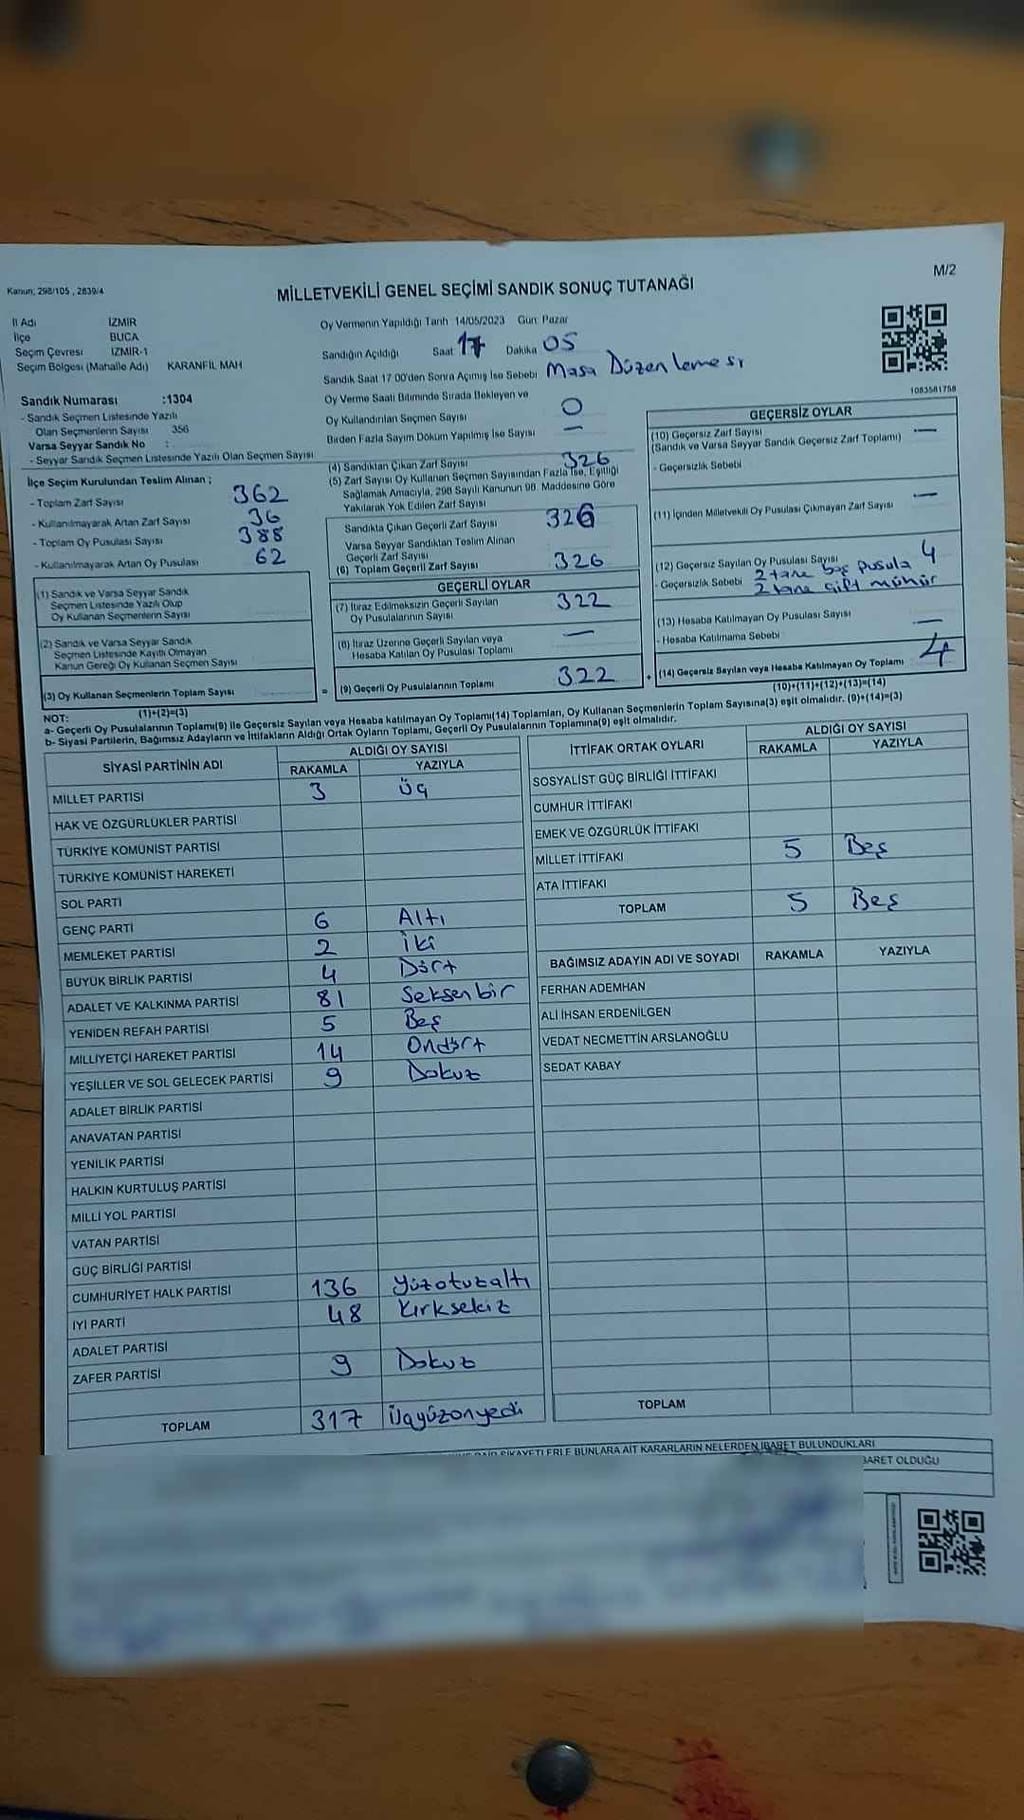 Kanun; 298/105 , 2839/4
MİLLETVEKİLİ GENEL SEÇİMİ SANDIK SONUÇ TUTANAĞI
M/2
İl Adı İZMİR
İlçe BUCA
Seçim Çevresi İZMİR-1
Seçim Bölgesi (Mahalle Adı) KARANFİL MAH
Sandık Numarası :1304
- Sandık Seçmen Listesinde Yazılı
Olan Seçmenlerin Sayısı 356
Varsa Seyyar Sandık No :
- Seyyar Sandık Seçmen Listesinde Yazılı Olan Seçmen Sayısı
İlçe Seçim Kurulundan Teslim Alınan ;
- Toplam Zarf Sayısı 362
- Kullanılmayarak Artan Zarf Sayısı 36
- Toplam Oy Pusulası Sayısı 388
- Kullanılmayarak Artan Oy Pusulası 62
(1) Sandık ve Varsa Seyyar Sandık
Seçmen Listesinde Yazılı Olup
Oy Kullanan Seçmenlerin Sayısı
(2) Sandık ve Varsa Seyyar Sandık
Seçmen Listesinde Kayıtlı Olmayan
Kanun Gereği Oy Kullanan Seçmen Sayısı
(3) Oy Kullanan Seçmenlerin Toplam Sayısı =
(1)+(2)=(3)
Oy Vermenin Yapıldığı Tarih 14/05/2023 Gün: Pazar
Sandığın Açıldığı Saat 17 Dakika 05
Sandık Saat 17 00'den Sonra Açmış İse Sebebi Masa Düzenlemesi
Oy Verme Saati Bitiminde Sırada Bekleyen ve
Oy Kullandırılan Seçmen Sayısı 0
Birden Fazla Sayım Döküm Yapılmış İse Sayısı —
(4) Sandıktan Çıkan Zarf Sayısı 326
(5) Zarf Sayısı Oy Kullanan Seçmen Sayısından Fazla ise, Eşitliği
Sağlamak Amacıyla, 298 Sayılı Kanunun 98. Maddesine Göre
Yakılarak Yok Edilen Zarf Sayısı
Sandıkta Çıkan Geçerli Zarf Sayısı 326
Varsa Seyyar Sandıktan Teslim Alınan
Geçerli Zarf Sayısı
(6) Toplam Geçerli Zarf Sayısı 326
GEÇERLİ OYLAR
(7) İtiraz Edilmeksizin Geçerli Sayılan
Oy Pusulalarının Sayısı 322
(8) İtiraz Üzerine Geçerli Sayılan veya
Hesaba Katılan Oy Pusulası Toplamı —
(9) Geçerli Oy Pusulalarının Toplamı 322 +
1083581758
GEÇERSİZ OYLAR
(10) Geçersiz Zarf Sayısı —
(Sandık ve Varsa Seyyar Sandık Geçersiz Zarf Toplamı)
- Geçersizlik Sebebi
(11) İçinden Milletvekili Oy Pusulası Çıkmayan Zarf Sayısı —
(12) Geçersiz Sayılan Oy Pusulası Sayısı 4
- Geçersizlik Sebebi 2 tane boş pusula
2 tane çift mühür
(13) Hesaba Katılmayan Oy Pusulası Sayısı —
- Hesaba Katılmama Sebebi
(14) Geçersiz Sayılan veya Hesaba Katılmayan Oy Toplamı 4
(10)+(11)+(12)+(13)=(14)
NOT:
a- Geçerli Oy Pusulalarının Toplamı(9) ile Geçersiz Sayılan veya Hesaba katılmayan Oy Toplamı(14) Toplamları, Oy Kullanan Seçmenlerin Toplam Sayısına(3) eşit olmalıdır. (9)+(14)=(3)
b- Siyasi Partilerin, Bağımsız Adayların ve İttifakların Aldığı Ortak Oyların Toplamı, Geçerli Oy Pusulalarının Toplamına(9) eşit olmalıdır.
SİYASİ PARTİNİN ADI ALDIĞI OY SAYISI
RAKAMLA YAZIYLA
MİLLET PARTİSİ 3 Üç
HAK VE ÖZGÜRLÜKLER PARTİSİ
TÜRKİYE KOMÜNİST PARTİSİ
TÜRKİYE KOMÜNİST HAREKETİ
SOL PARTİ
GENÇ PARTİ 6 Altı
MEMLEKET PARTİSİ 2 İki
BÜYÜK BİRLİK PARTİSİ 4 Dört
ADALET VE KALKINMA PARTİSİ 81 Seksenbir
YENİDEN REFAH PARTİSİ 5 Beş
MİLLİYETÇİ HAREKET PARTİSİ 14 Ondört
YEŞİLLER VE SOL GELECEK PARTİSİ 9 Dokuz
ADALET BİRLİK PARTİSİ
ANAVATAN PARTİSİ
YENİLİK PARTİSİ
HALKIN KURTULUŞ PARTİSİ
MİLLİ YOL PARTİSİ
VATAN PARTİSİ
GÜÇ BİRLİĞİ PARTİSİ
CUMHURİYET HALK PARTİSİ 136 Yüzotuzaltı
İYİ PARTİ 48 Kırksekiz
ADALET PARTİSİ
ZAFER PARTİSİ 9 Dokuz
TOPLAM 317 Üçyüzonyedi
İTTİFAK ORTAK OYLARI ALDIĞI OY SAYISI
RAKAMLA YAZIYLA
SOSYALİST GÜÇ BİRLİĞİ İTTİFAKI
CUMHUR İTTİFAKI
EMEK VE ÖZGÜRLÜK İTTİFAKI
MİLLET İTTİFAKI 5 Beş
ATA İTTİFAKI
TOPLAM 5 Beş
BAĞIMSIZ ADAYIN ADI VE SOYADI RAKAMLA YAZIYLA
FERHAN ADEMHAN
ALİ İHSAN ERDENİLGEN
VEDAT NECMETTİN ARSLANOĞLU
SEDAT KABAY
TOPLAM
ŞİKAYETLERLE BUNLARA AİT KARARLARIN NELERDEN İBARET BULUNDUKLARI
BARET OLDUĞU